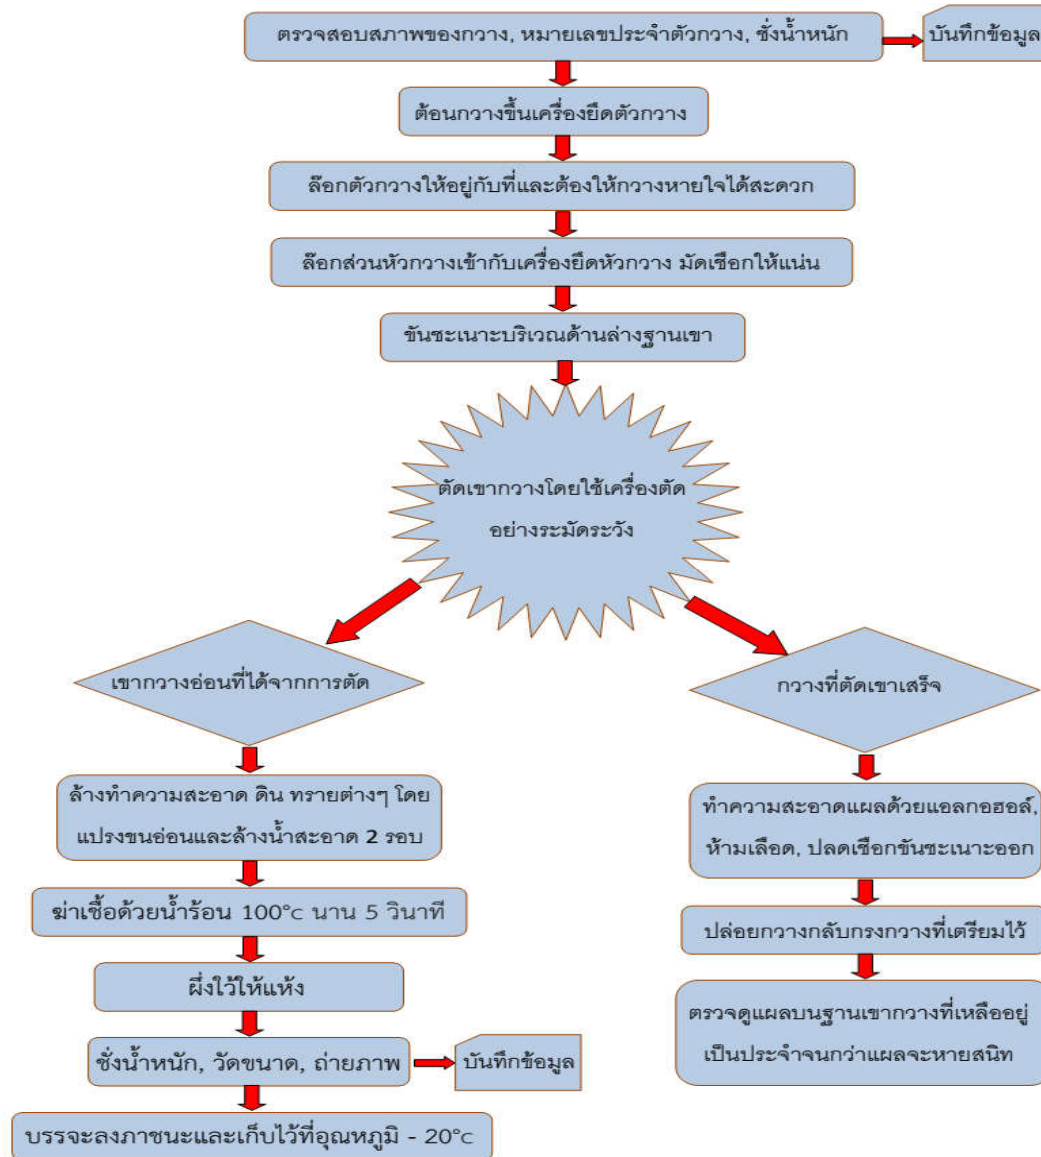 ตรวจสอบสภาพของกวาง, หมายเลขประจำตัวกวาง, ชั่งน้ำหนัก
บันทึกข้อมูล
ต้อนกวางขึ้นเครื่องยึดตัวกวาง
ล๊อกตัวกวางให้อยู่กับที่และต้องให้กวางหายใจได้สะดวก
ล๊อกส่วนหัวกวางเข้ากับเครื่องยึดหัวกวาง มัดเชือกให้แน่น
ขันชะเนาะบริเวณด้านล่างฐานเขา
ตัดเขากวางโดยใช้เครื่องตัด
อย่างระมัดระวัง
เขากวางอ่อนที่ได้จากการตัด
ล้างทำความสะอาด ดิน ทรายต่างๆ โดย
แปรงขนอ่อนและล้างน้ำสะอาด 2 รอบ
ฆ่าเชื้อด้วยน้ำร้อน 100°c นาน 5 วินาที
ผึ่งใว้ให้แห้ง
ชั่งน้ำหนัก, วัดขนาด, ถ่ายภาพ
บันทึกข้อมูล
บรรจะลงภาชนะและเก็บไว้ที่อุณหภูมิ - 20°c
กวางที่ตัดเขาเสร็จ
ทำความสะอาดแผลด้วยแอลกอฮอล์,
ห้ามเลือด, ปลดเชือกขันชะเนาะออก
ปล่อยกวางกลับกรงกวางที่เตรียมไว้
ตรวจดูแผลบนฐานเขากวางที่เหลืออยู่
เป็นประจำจนกว่าแผลจะหายสนิท